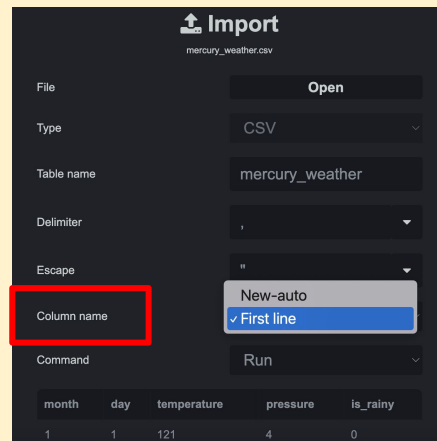 Import
mercury_weather.csv
File Open
Type CSV
Table name mercury_weather
Delimiter ,
Escape "
New-auto
Column name ✓ First line
Command Run
month day temperature pressure is_rainy
1 1 121 4 0